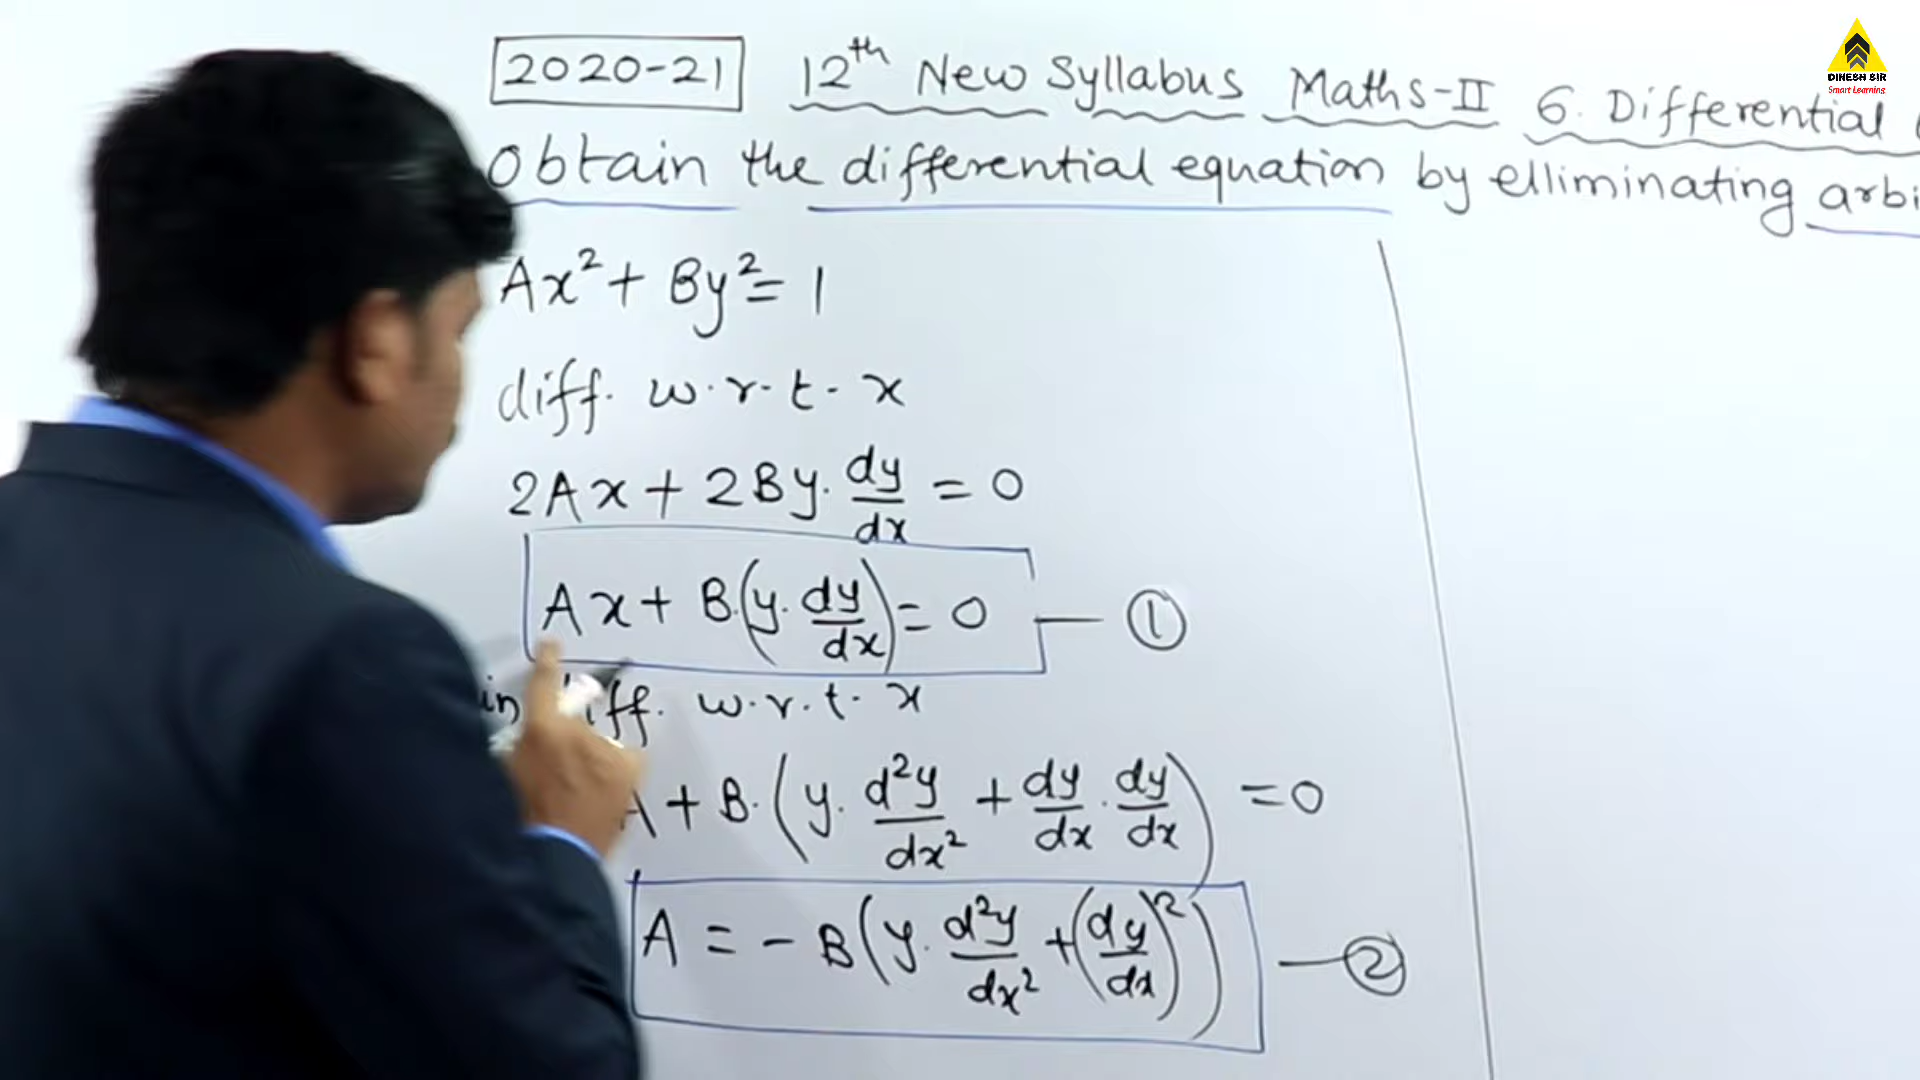 2020-21 12th New Syllabus Maths-II 6. Differential
Obtain the differential equation by elliminating arbi
Ax² + By² = 1
diff. w.r.t. x
2Ax + 2By. dy/dx = 0
Ax + B.(y. dy/dx) = 0 — ①
in diff. w.r.t. x
A + B. (y. d²y/dx² + dy/dx . dy/dx) = 0
A = - B(y. d²y/dx² + (dy/dx)²) — ②
DINESH SIR
Smart Learning